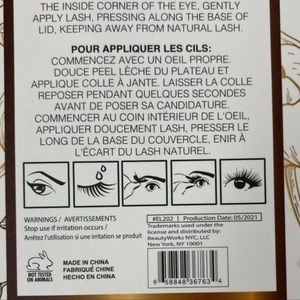 THE INSIDE CORNER OF THE EYE, GENTLY
APPLY LASH, PRESSING ALONG THE BASE OF
LID, KEEPING AWAY FROM NATURAL LASH.
POUR APPLIQUER LES CILS:
COMMENCEZ AVEC UN OEIL PROPRE.
DOUCE PEEL LÈCHE DU PLATEAU ET
APPLIQUE COLLE À JANTE. LAISSER LA COLLE
REPOSER PENDANT QUELQUES SECONDES
AVANT DE POSER SA CANDIDATURE.
COMMENCER AU COIN INTÉRIEUR DE L'OEIL,
APPLIQUER DOUCEMENT LASH, PRESSER LE
LONG DE LA BASE DU COUVERCLE, ENIR À
L'ÉCART DU LASH NATUREL.
WARNINGS / AVERTISSEMENTS
Stop use if irritation occurs /
Arrêtez l'utilisation si une irritation se produit
#EL202 | Production Date: 05/2021
Trademarks used used under the
license and distributed by:
BeautyWorks NYC, LLC
New York, NY 10001
NOT TESTED
ON ANIMALS
MADE IN CHINA
FABRIQUÉ CHINE
HECHO EN CHINA
6 58848 36763 4